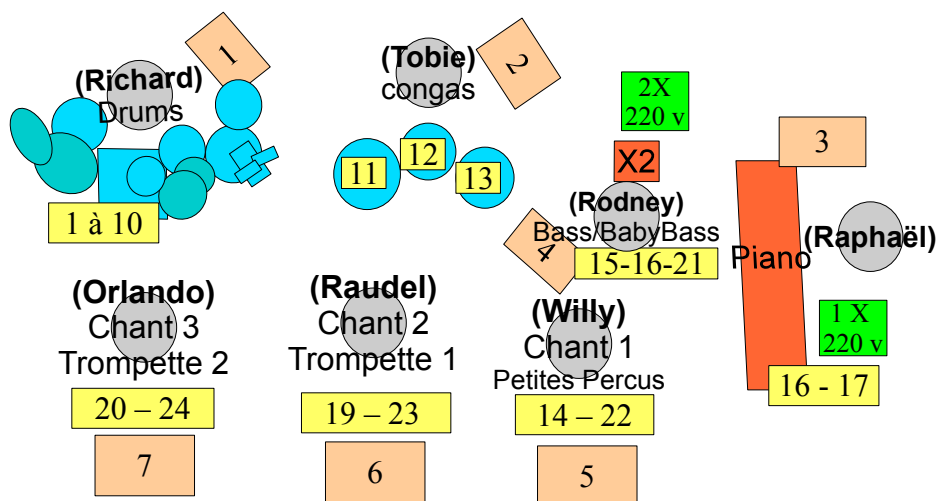 1
(Richard)
Drums
1 à 10
(Tobie)
congas
2
11
12
13
2X
220 v
X2
(Rodney)
Bass/BabyBass
15-16-21
4
3
Piano
(Raphaël)
1 X
220 v
16 - 17
(Orlando)
Chant 3
Trompette 2
20 – 24
7
(Raudel)
Chant 2
Trompette 1
19 – 23
6
(Willy)
Chant 1
Petites Percus
14 – 22
5